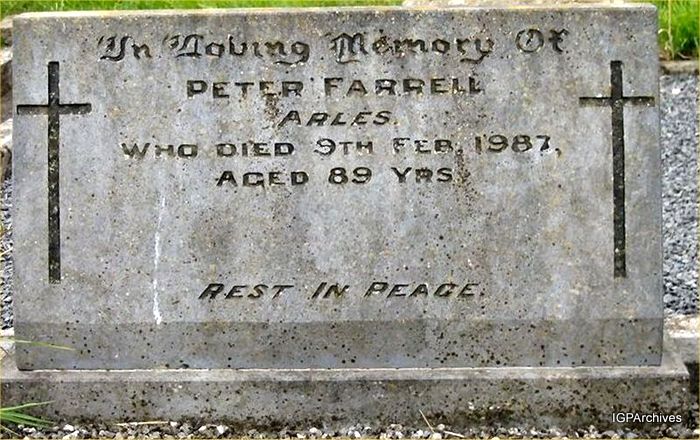 In Loving Memory Of
PETER FARRELL
ARLES.
WHO DIED 9TH FEB. 1987,
AGED 89 YRS.
REST IN PEACE.
IGPArchives